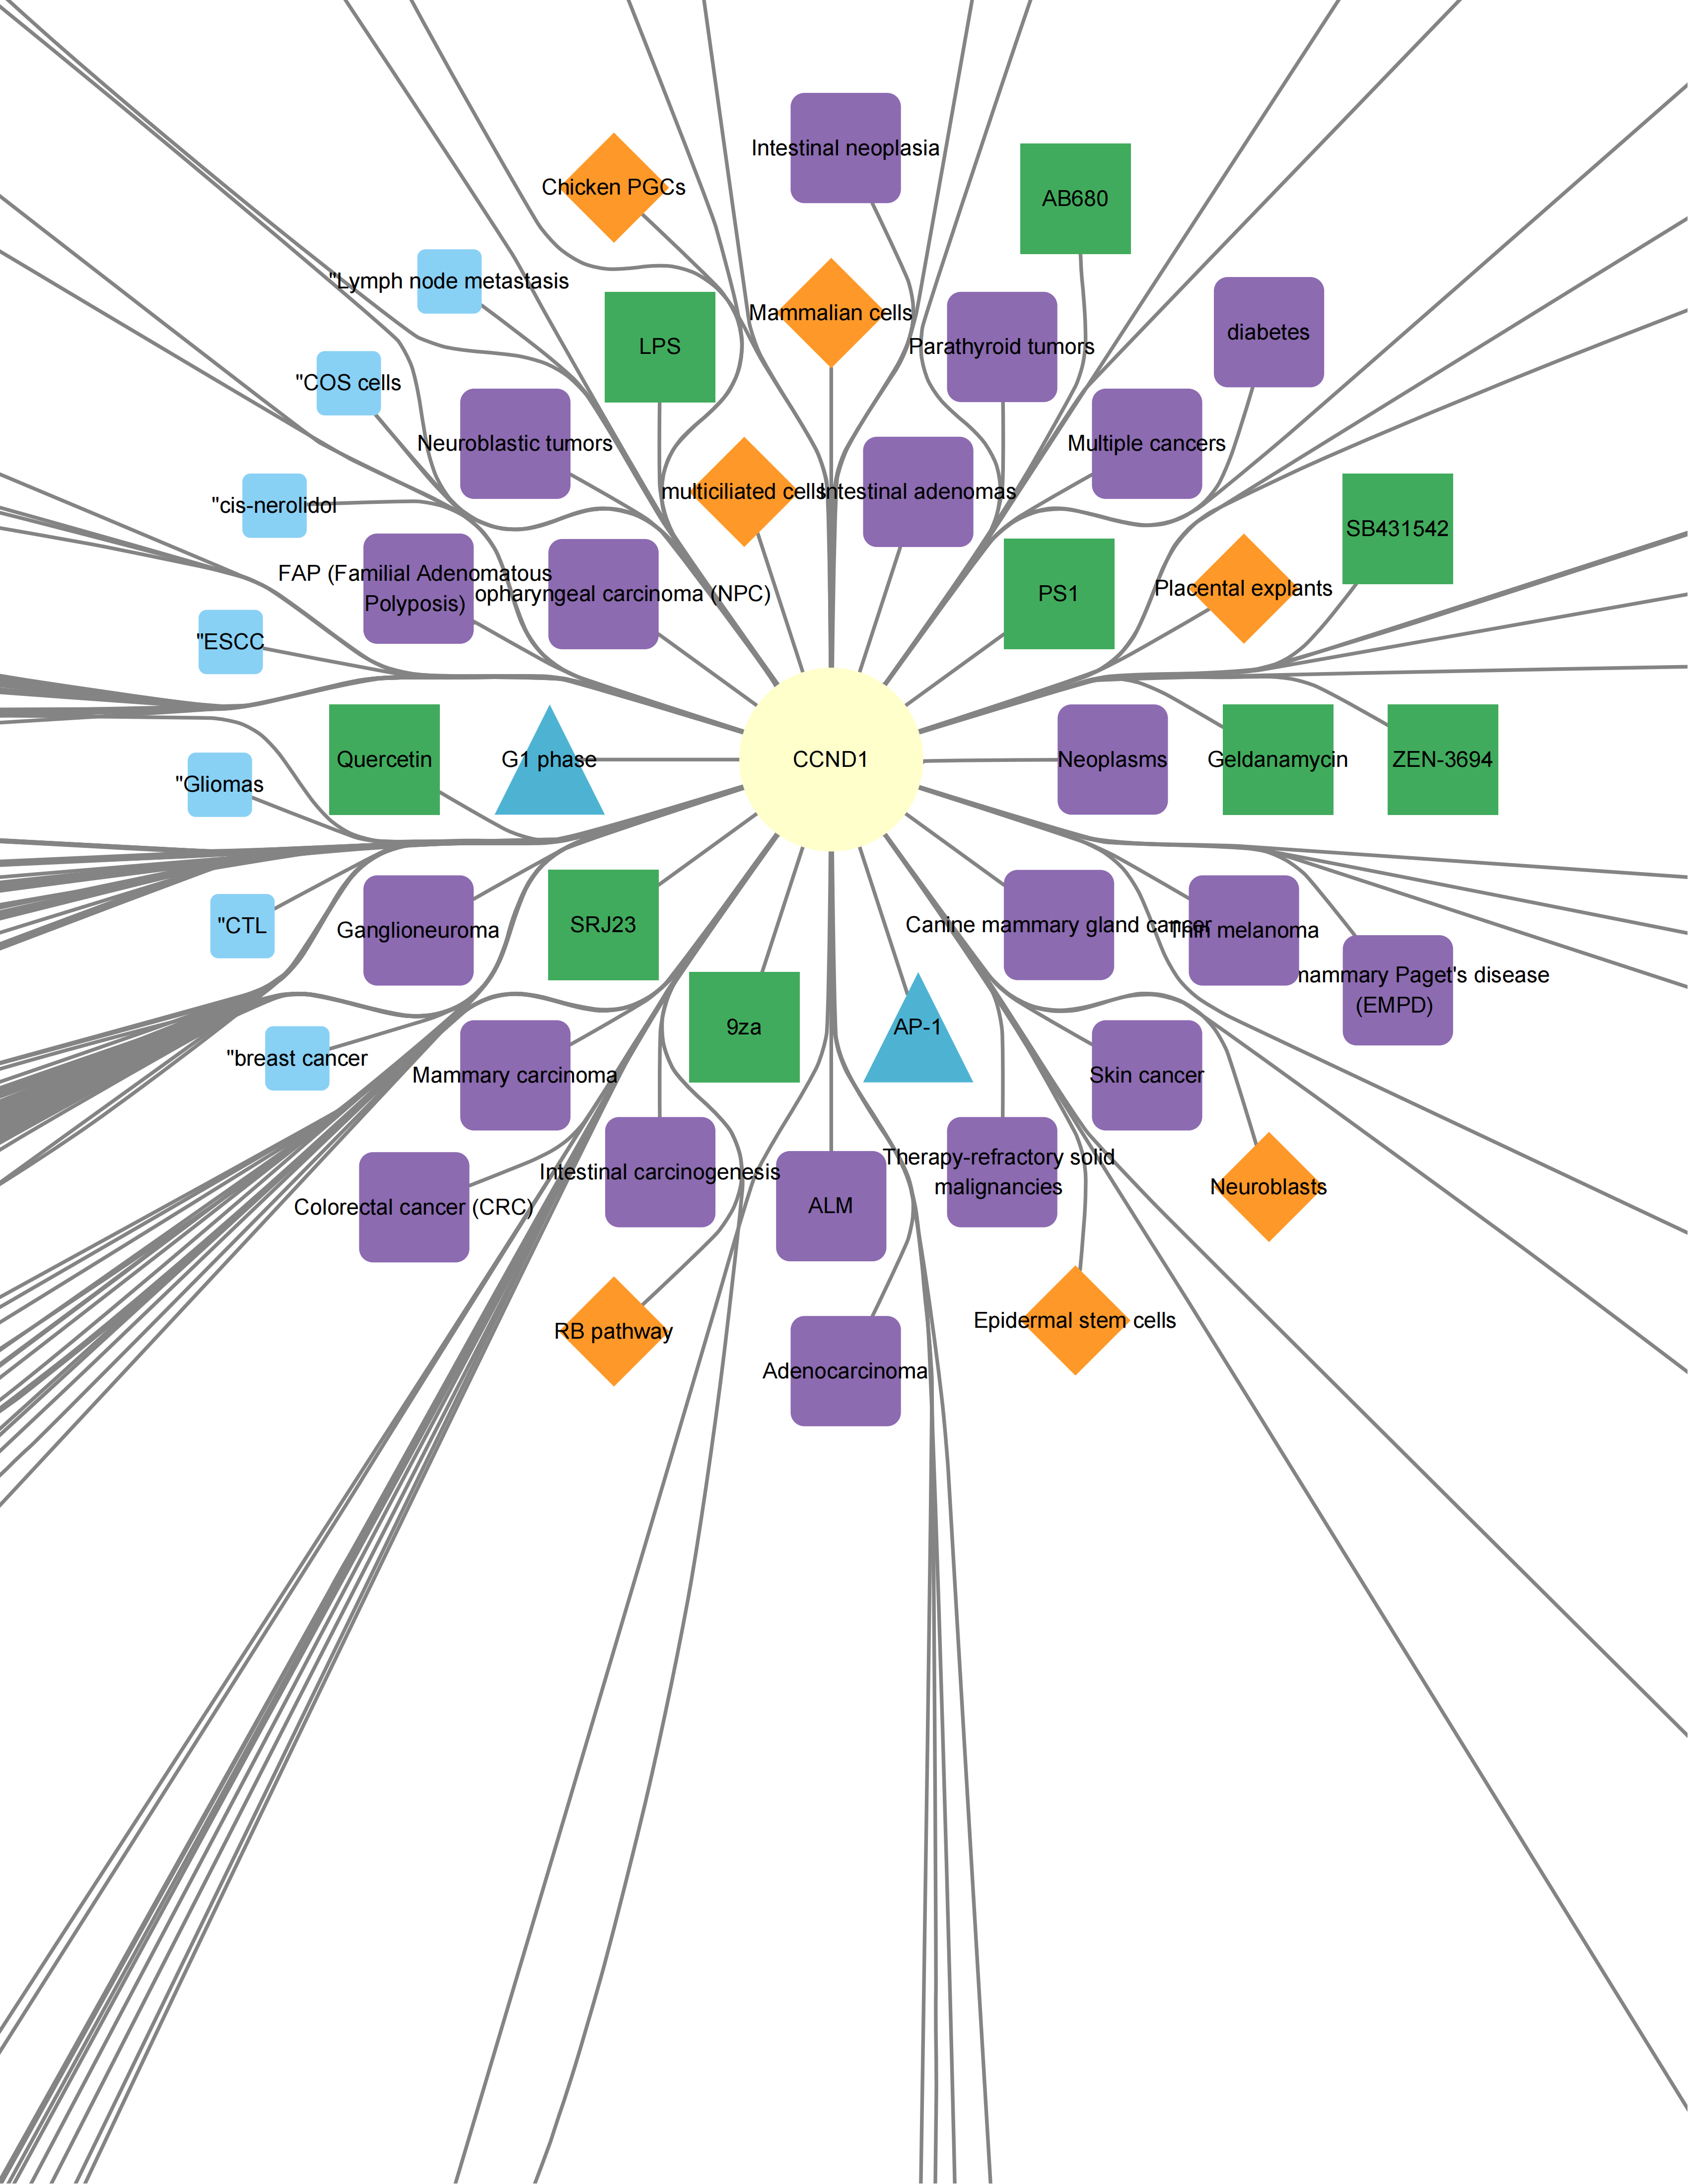 Intestinal neoplasia
Chicken PGCs
AB680
"Lymph node metastasis
Mammalian cells
LPS
Parathyroid tumors
diabetes
"COS cells
Neuroblastic tumors
Multiple cancers
multiciliated cells
Intestinal adenomas
"cis-nerolidol
SB431542
FAP (Familial Adenomatous
Polyposis)
opharyngeal carcinoma (NPC)
PS1
Placental explants
"ESCC
Quercetin
G1 phase
CCND1
Neoplasms
Geldanamycin
ZEN-3694
"Gliomas
"CTL
Ganglioneuroma
SRJ23
Canine mammary gland cancer
Thin melanoma
mammary Paget's disease
(EMPD)
9za
AP-1
"breast cancer
Mammary carcinoma
Skin cancer
Intestinal carcinogenesis
Therapy-refractory solid
malignancies
Colorectal cancer (CRC)
ALM
Neuroblasts
RB pathway
Epidermal stem cells
Adenocarcinoma